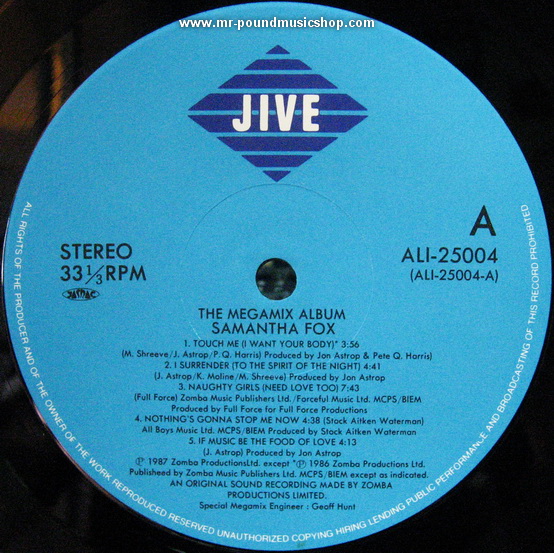 www.mr-poundmusicshop.com
JIVE
STEREO
33 1/3 RPM
A
ALI-25004
(ALI-25004-A)
THE MEGAMIX ALBUM
SAMANTHA FOX
1. TOUCH ME (I WANT YOUR BODY)* 3:56
(M. Shreeve/J. Astrop/P. Q. Harris) Produced by Jon Astrop & Pete Q. Harris)
2. I SURRENDER (TO THE SPIRIT OF THE NIGHT) 4:41
(J. Astrop/K. Maline/M. Shreeve) Produced by Jon Astrop
3. NAUGHTY GIRLS (NEED LOVE TOO) 7:43
(Full Force) Zomba Music Publishers Ltd./Forceful Music Ltd. MCPS/BIEM
Produced by Full Force for Full Force Productions
4. NOTHING'S GONNA STOP ME NOW 4:38 (Stock Aitken Waterman)
All Boys Music Ltd. MCPS/BIEM Produced by Stock Aitken Waterman
5. IF MUSIC BE THE FOOD OF LOVE 4:13
(J. Astrop) Produced by Jon Astrop
℗ 1987 Zomba ProductionsLtd. except *℗ 1986 Zomba Productions Ltd.
Publisheed by Zomba Music Publishers Ltd. MCPS/BIEM except as indicated.
AN ORIGINAL SOUND RECORDING MADE BY ZOMBA
PRODUCTIONS LIMITED.
Special Megamix Engineer : Geoff Hunt
ALL RIGHTS OF THE PRODUCER AND OF THE OWNER OF THE WORK REPRODUCED RESERVED UNAUTHORIZED COPYING HIRING LENDING PUBLIC PERFORMANCE AND BROADCASTING OF THIS RECORD PROHIBITED